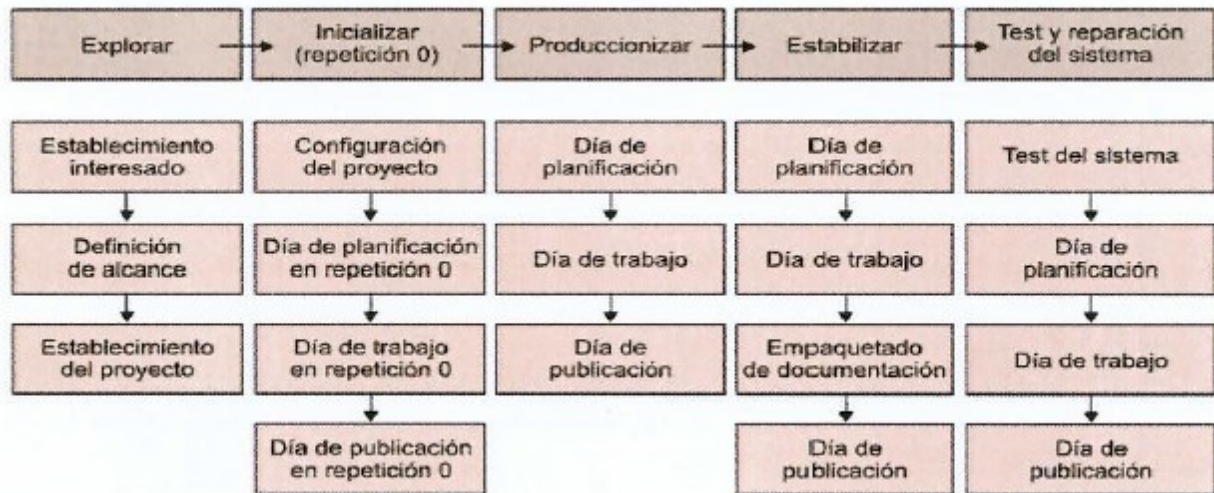 Explorar
Inicializar
(repetición 0)
Produccionizar
Estabilizar
Test y reparación
del sistema
Establecimiento
interesado
Definición
de alcance
Establecimiento
del proyecto
Configuración
del proyecto
Día de planificación
en repetición 0
Día de trabajo
en repetición 0
Día de publicación
en repetición 0
Día de
planificación
Día de trabajo
Día de
publicación
Día de
planificación
Día de trabajo
Empaquetado
de documentación
Día de
publicación
Test del sistema
Día de
planificación
Día de trabajo
Día de
publicación